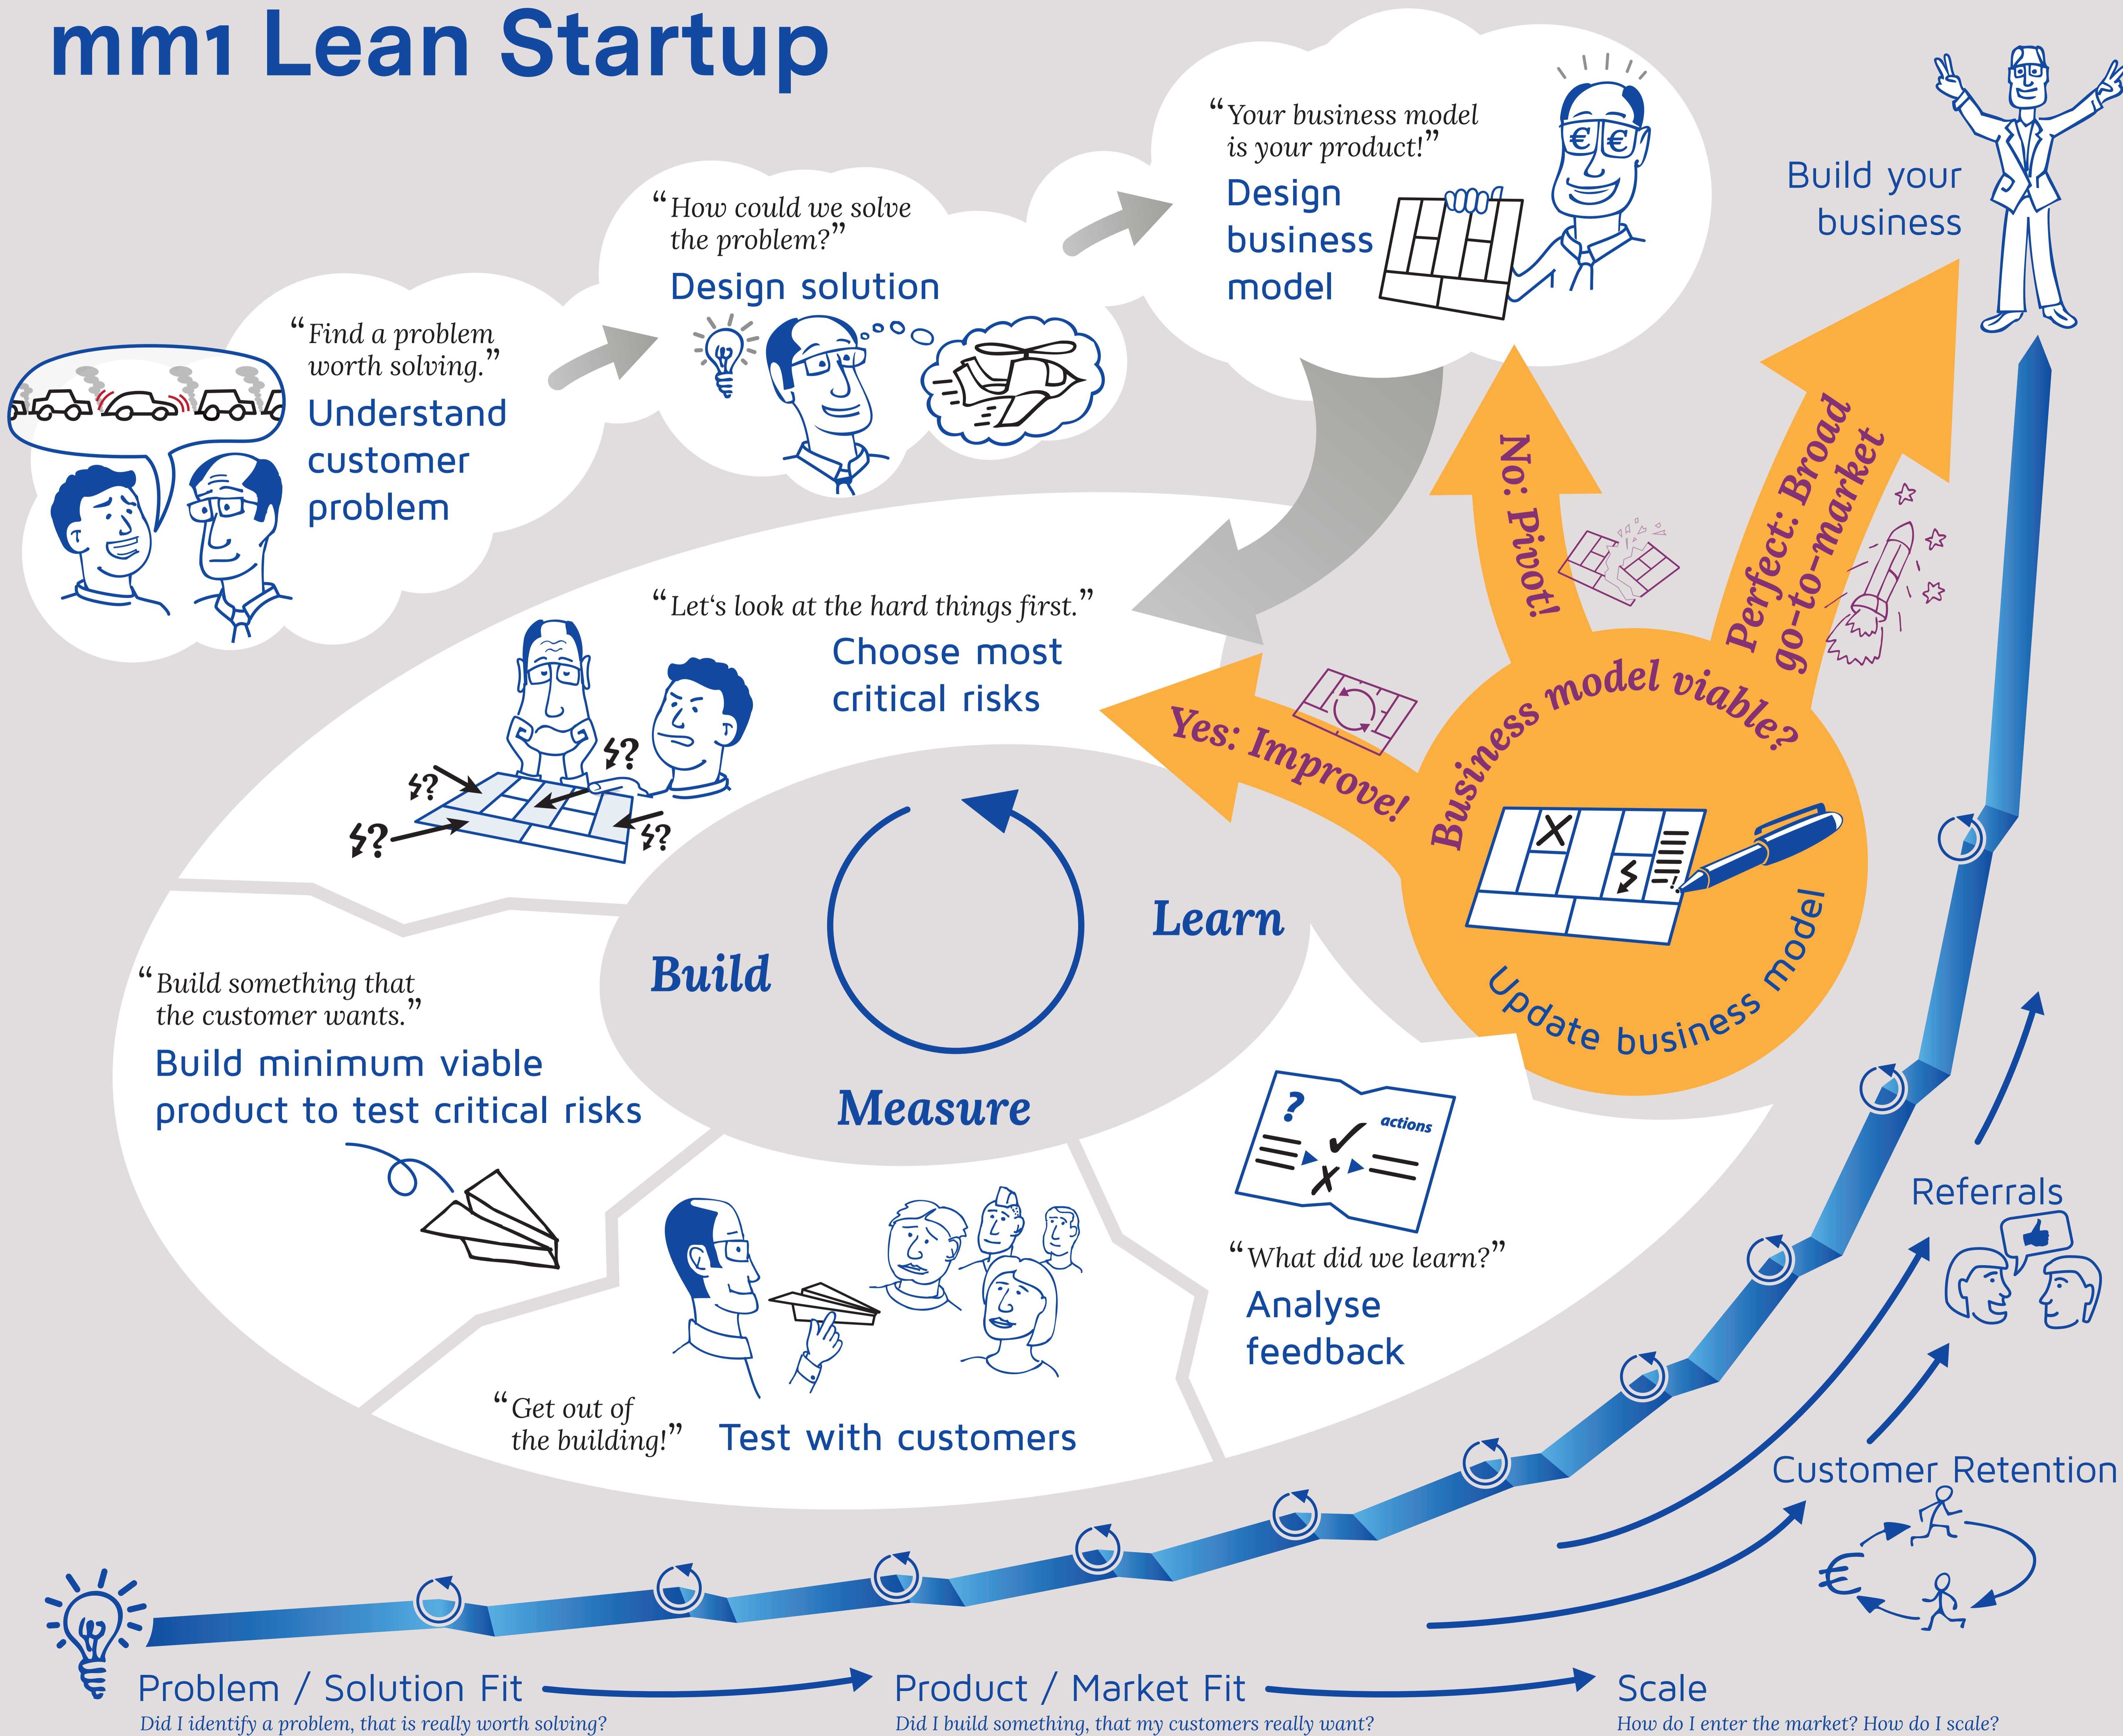 mm1 Lean Startup
“Find a problem
worth solving.”
Understand
customer
problem
“How could we solve
the problem?”
Design solution
“Your business model
is your product!”
Design
business
model
€ €
Build your
business
“Let‘s look at the hard things first.”
Choose most
critical risks
?
?
?
?
No: Pivot!
Perfect: Broad
go-to-market
Yes: Improve!
Business model viable?
!
Update business model
Build
Measure
Learn
“Build something that
the customer wants.”
Build minimum viable
product to test critical risks
“Get out of
the building!”
Test with customers
?
actions
“What did we learn?”
Analyse
feedback
Referrals
Customer Retention
€
Problem / Solution Fit
Did I identify a problem, that is really worth solving?
Product / Market Fit
Did I build something, that my customers really want?
Scale
How do I enter the market? How do I scale?